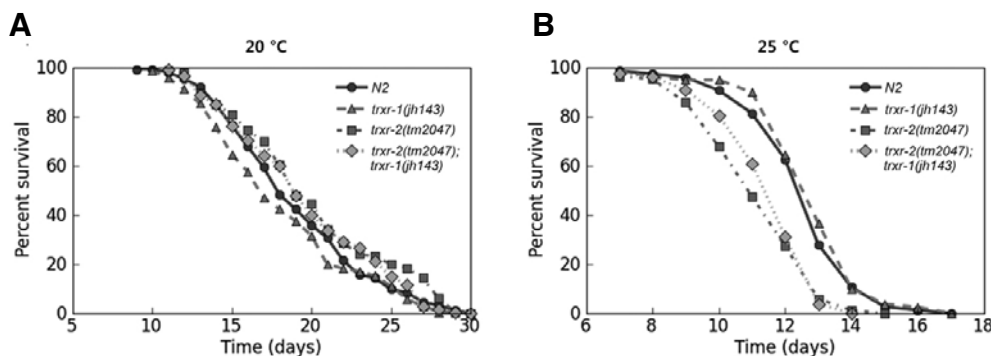 A
B
20 °C
25 °C
100
80
60
40
20
0
Percent survival
N2
trxr-1(jh143)
trxr-2(tm2047)
trxr-2(tm2047);
trxr-1(jh143)
5
10
15
20
25
30
Time (days)
100
80
60
40
20
0
Percent survival
N2
trxr-1(jh143)
trxr-2(tm2047)
trxr-2(tm2047);
trxr-1(jh143)
6
8
10
12
14
16
18
Time (days)